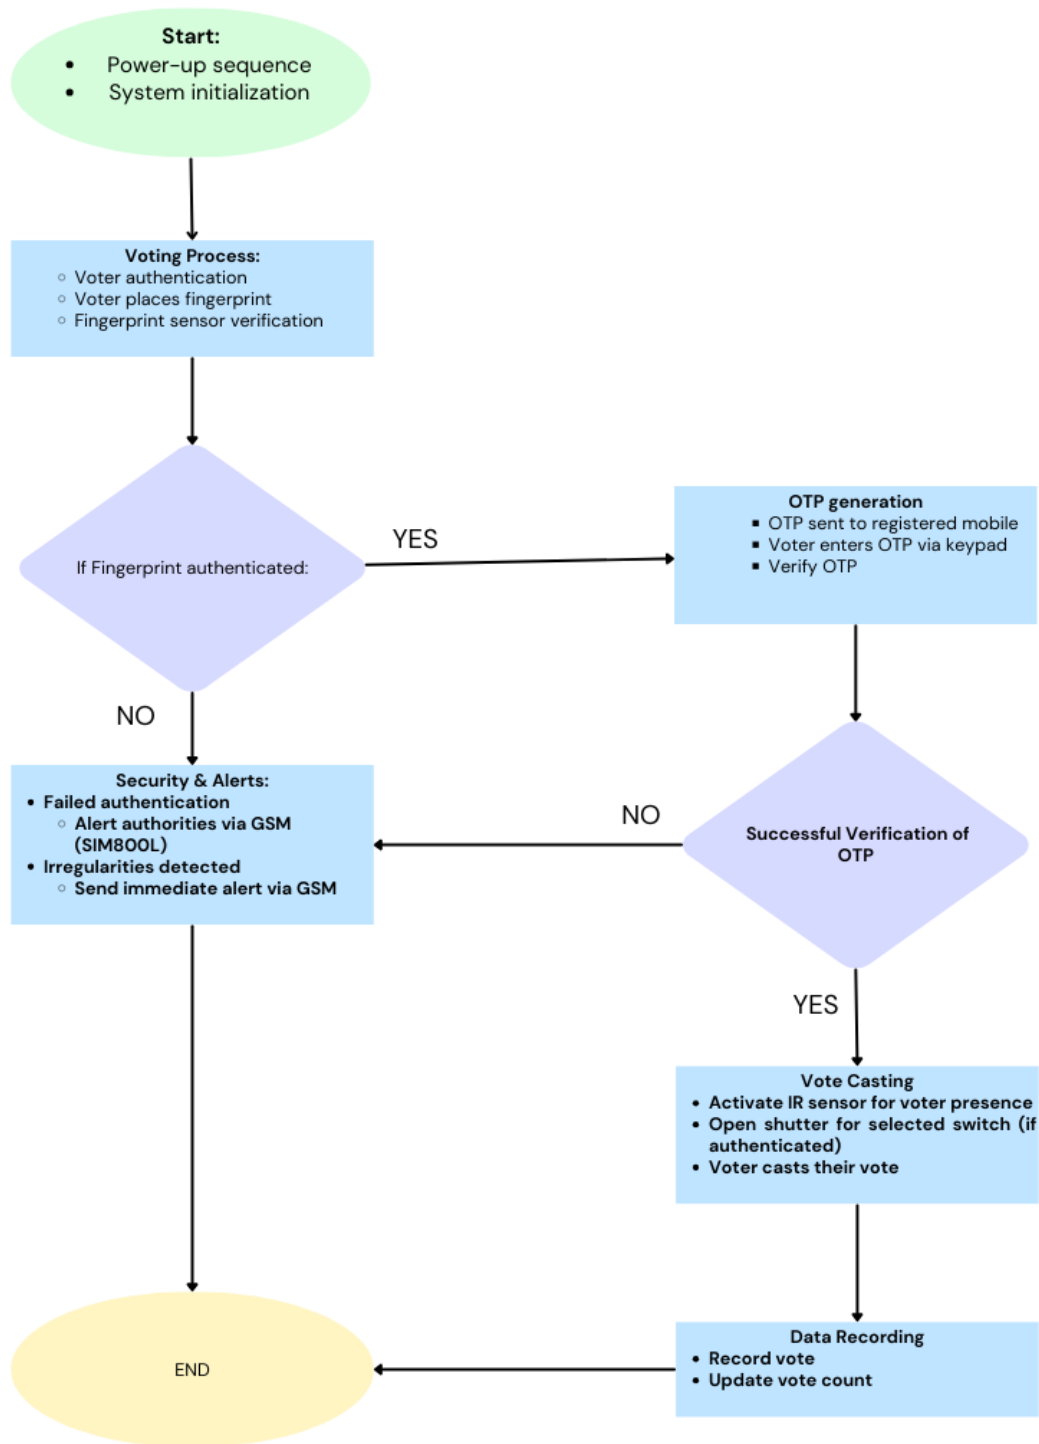 Start:
• Power-up sequence
• System initialization
Voting Process:
○ Voter authentication
○ Voter places fingerprint
○ Fingerprint sensor verification
If Fingerprint authenticated:
YES
OTP generation
▪ OTP sent to registered mobile
▪ Voter enters OTP via keypad
▪ Verify OTP
NO
Security & Alerts:
• Failed authentication
○ Alert authorities via GSM
(SIM800L)
• Irregularities detected
○ Send immediate alert via GSM
NO
Successful Verification of
OTP
YES
Vote Casting
• Activate IR sensor for voter presence
• Open shutter for selected switch (if
authenticated)
• Voter casts their vote
Data Recording
• Record vote
• Update vote count
END